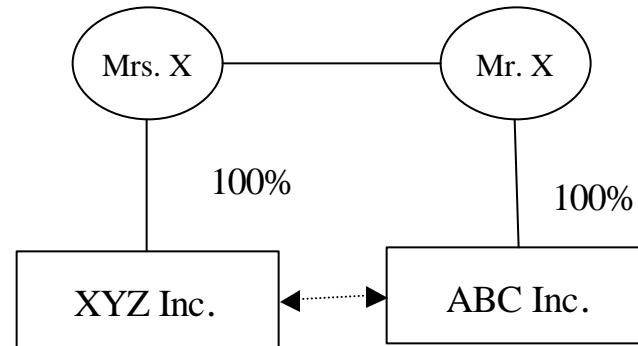 Mrs. X
Mr. X
100%
100%
XYZ Inc.
ABC Inc.